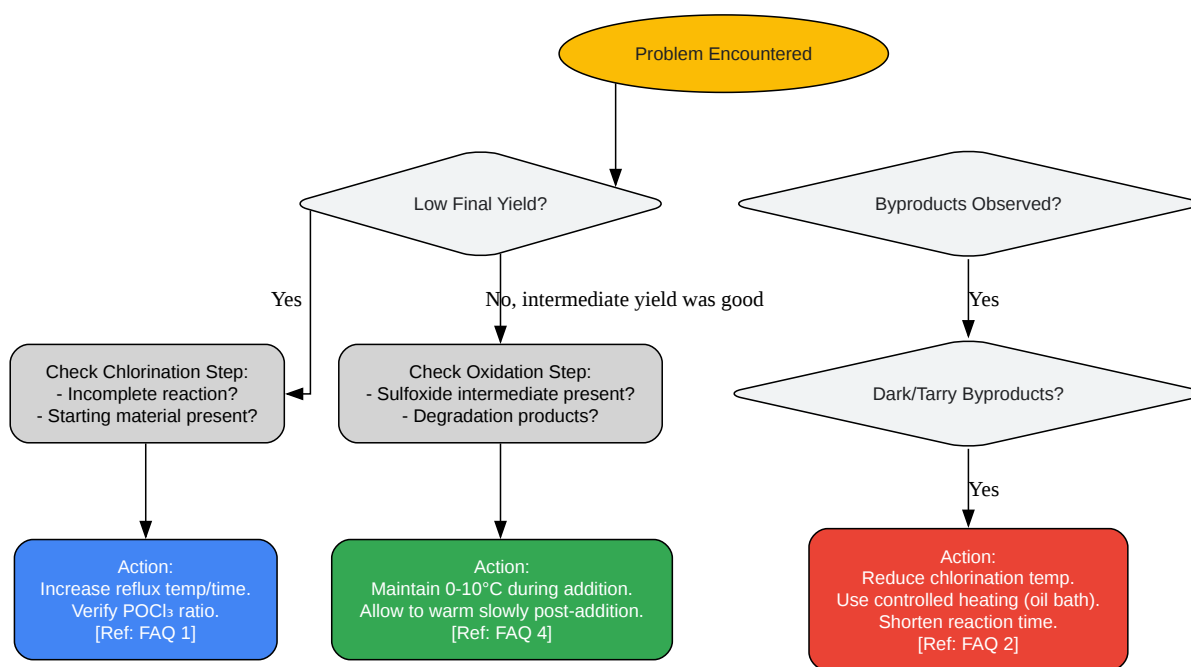 Problem Encountered
Low Final Yield?
Byproducts Observed?
Yes
No, intermediate yield was good
Yes
Check Chlorination Step:
- Incomplete reaction?
- Starting material present?
Check Oxidation Step:
- Sulfoxide intermediate present?
- Degradation products?
Dark/Tarry Byproducts?
Yes
Action:
Increase reflux temp/time.
Verify POCl₃ ratio.
[Ref: FAQ 1]
Action:
Maintain 0-10°C during addition.
Allow to warm slowly post-addition.
[Ref: FAQ 4]
Action:
Reduce chlorination temp.
Use controlled heating (oil bath).
Shorten reaction time.
[Ref: FAQ 2]